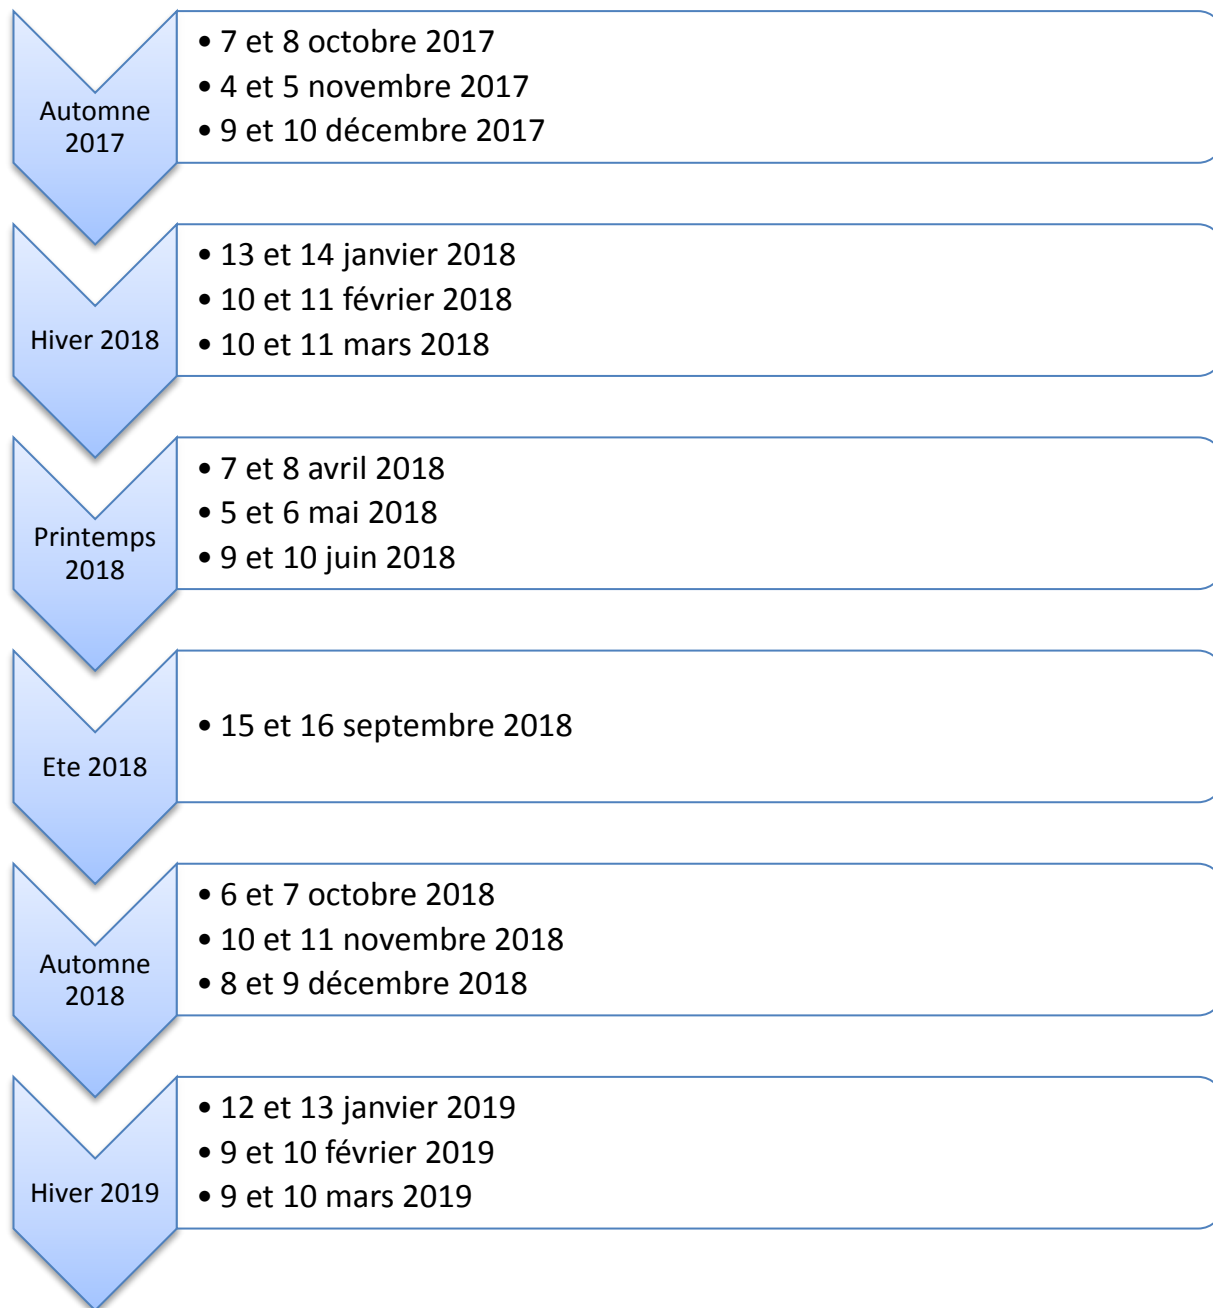 Automne
2017
• 7 et 8 octobre 2017
• 4 et 5 novembre 2017
• 9 et 10 décembre 2017
Hiver 2018
• 13 et 14 janvier 2018
• 10 et 11 février 2018
• 10 et 11 mars 2018
Printemps
2018
• 7 et 8 avril 2018
• 5 et 6 mai 2018
• 9 et 10 juin 2018
Ete 2018
• 15 et 16 septembre 2018
Automne
2018
• 6 et 7 octobre 2018
• 10 et 11 novembre 2018
• 8 et 9 décembre 2018
Hiver 2019
• 12 et 13 janvier 2019
• 9 et 10 février 2019
• 9 et 10 mars 2019